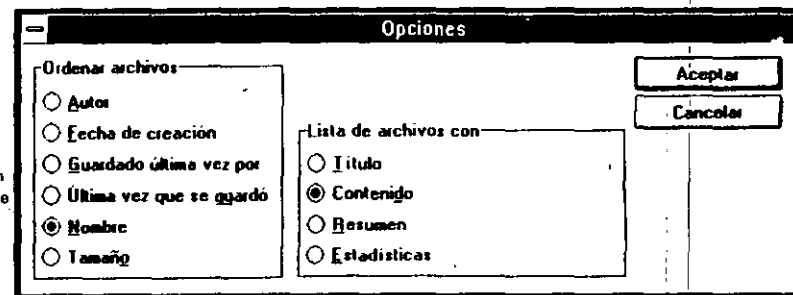 Opciones
Ordenar archivos
Autor
Fecha de creación
Guardado última vez por
Última vez que se guardó
Nombre
Tamaño
Lista de archivos con
Título
Contenido
Resumen
Estadísticas
Aceptar
Cancelar